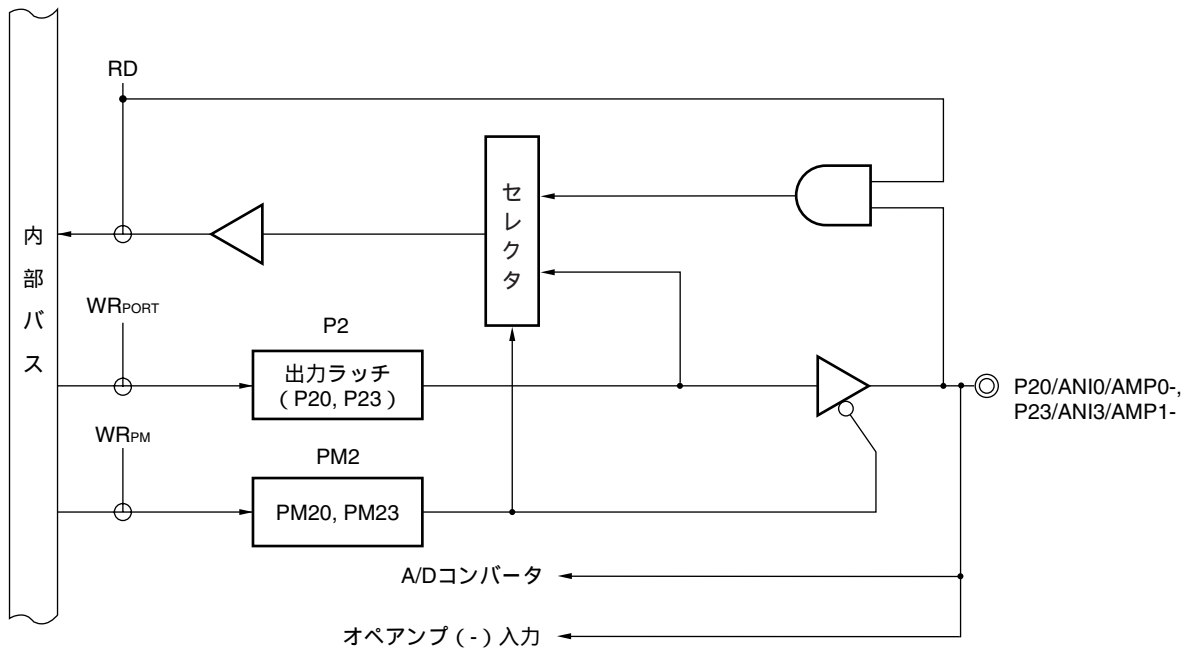 RD
セレクタ
内部バス
WRPORT
P2
出力ラッチ
(P20, P23)
WRPM
PM2
PM20, PM23
P20/ANI0/AMP0-,
P23/ANI3/AMP1-
A/Dコンバータ
オペアンプ(-)入力